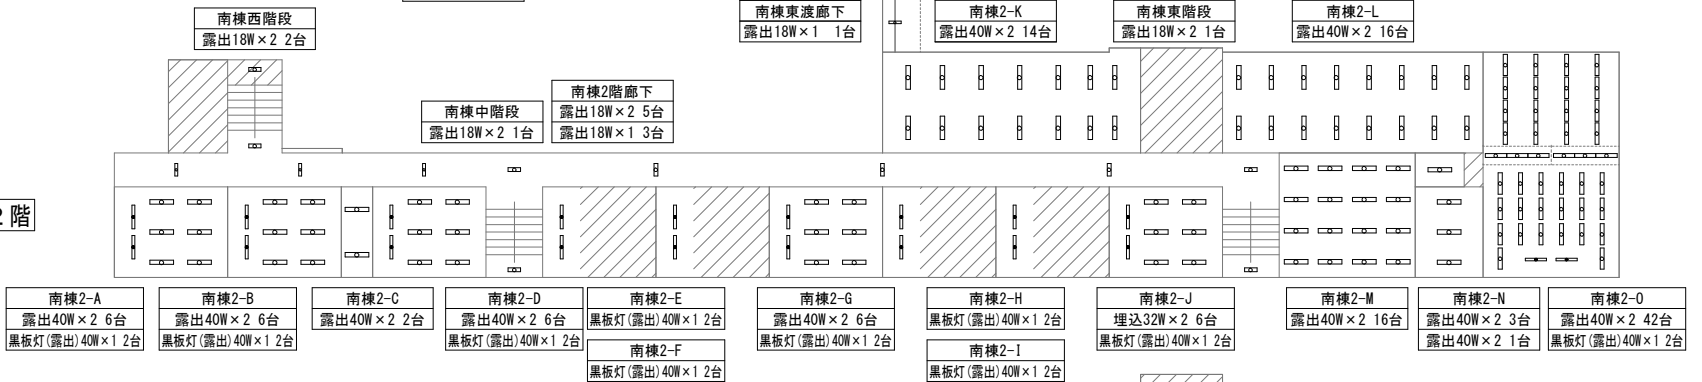 南棟西階段
露出18W×2 2台
南棟中階段
露出18W×2 1台
南棟2階廊下
露出18W×2 5台
露出18W×1 3台
南棟東渡廊下
露出18W×1 1台
南棟2-K
露出40W×2 14台
南棟東階段
露出18W×2 1台
南棟2-L
露出40W×2 16台
2階
南棟2-A
露出40W×2 6台
黒板灯(露出)40W×1 2台
南棟2-B
露出40W×2 6台
黒板灯(露出)40W×1 2台
南棟2-C
露出40W×2 2台
南棟2-D
露出40W×2 6台
黒板灯(露出)40W×1 2台
南棟2-E
黒板灯(露出)40W×1 2台
南棟2-F
黒板灯(露出)40W×1 2台
南棟2-G
露出40W×2 6台
黒板灯(露出)40W×1 2台
南棟2-H
黒板灯(露出)40W×1 2台
南棟2-I
黒板灯(露出)40W×1 2台
南棟2-J
埋込32W×2 6台
黒板灯(露出)40W×1 2台
南棟2-M
露出40W×2 16台
南棟2-N
露出40W×2 3台
露出40W×2 1台
南棟2-O
露出40W×2 42台
黒板灯(露出)40W×1 2台